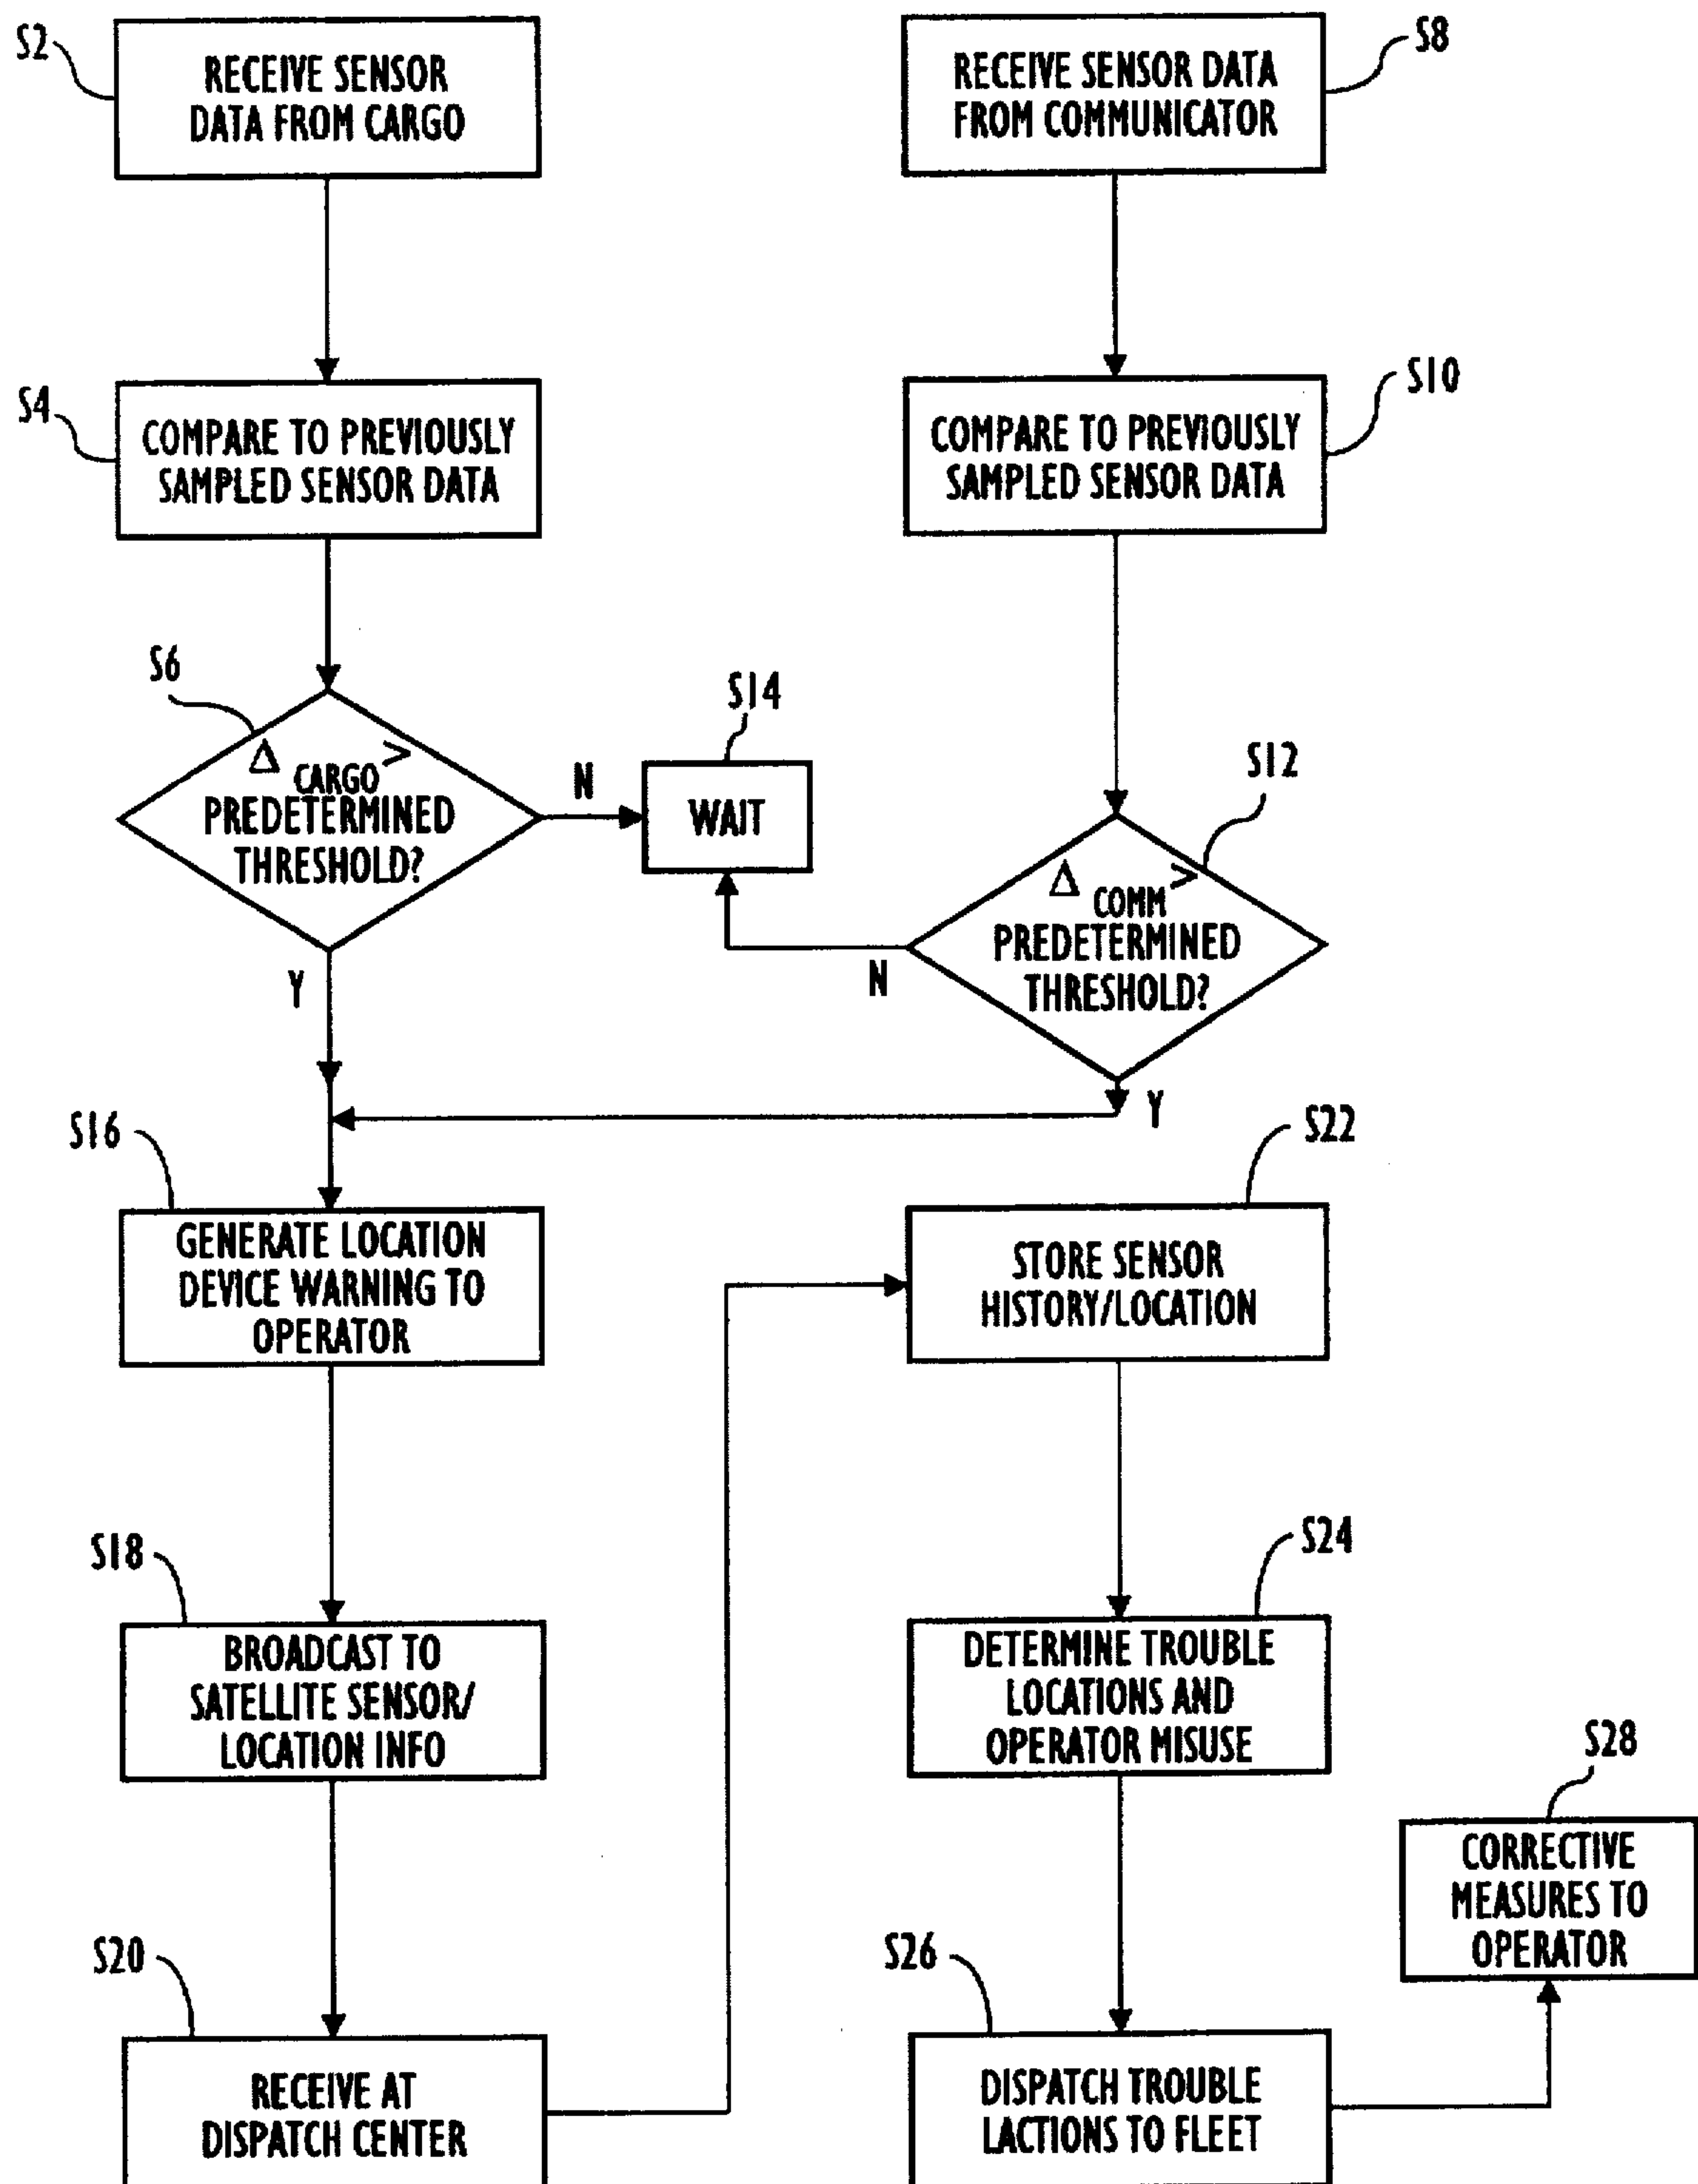 S2
RECEIVE SENSOR
DATA FROM CARGO
S8
RECEIVE SENSOR DATA
FROM COMMUNICATOR
S4
COMPARE TO PREVIOUSLY
SAMPLED SENSOR DATA
S10
COMPARE TO PREVIOUSLY
SAMPLED SENSOR DATA
S6
Δ CARGO >
PREDETERMINED
THRESHOLD?
N
Y
S14
WAIT
S12
Δ COMM >
PREDETERMINED
THRESHOLD?
N
Y
S16
GENERATE LOCATION
DEVICE WARNING TO
OPERATOR
S22
STORE SENSOR
HISTORY/LOCATION
S18
BROADCAST TO
SATELLITE SENSOR/
LOCATION INFO
S24
DETERMINE TROUBLE
LOCATIONS AND
OPERATOR MISUSE
S28
CORRECTIVE
MEASURES TO
OPERATOR
S20
RECEIVE AT
DISPATCH CENTER
S26
DISPATCH TROUBLE
LACTIONS TO FLEET